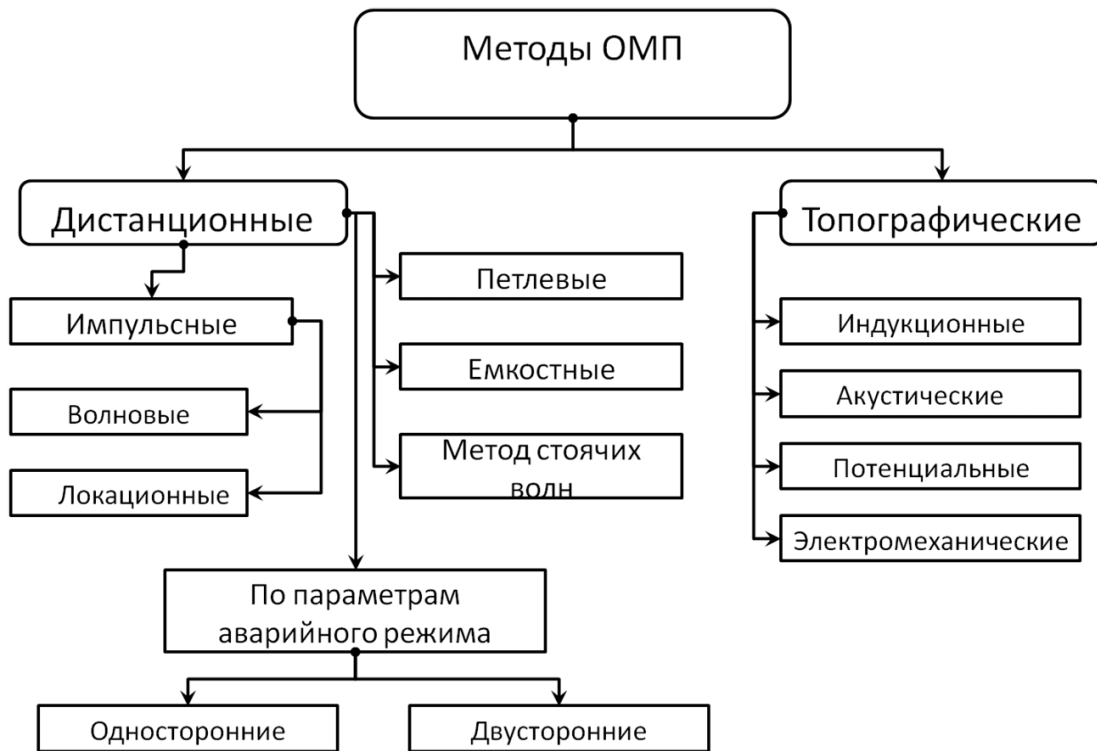 Методы ОМП
Дистанционные
Топографические
Петлевые
Импульсные
Индукционные
Емкостные
Волновые
Акустические
Метод стоячих
волн
Локационные
Потенциальные
Электромеханические
По параметрам
аварийного режима
Односторонние
Двусторонние